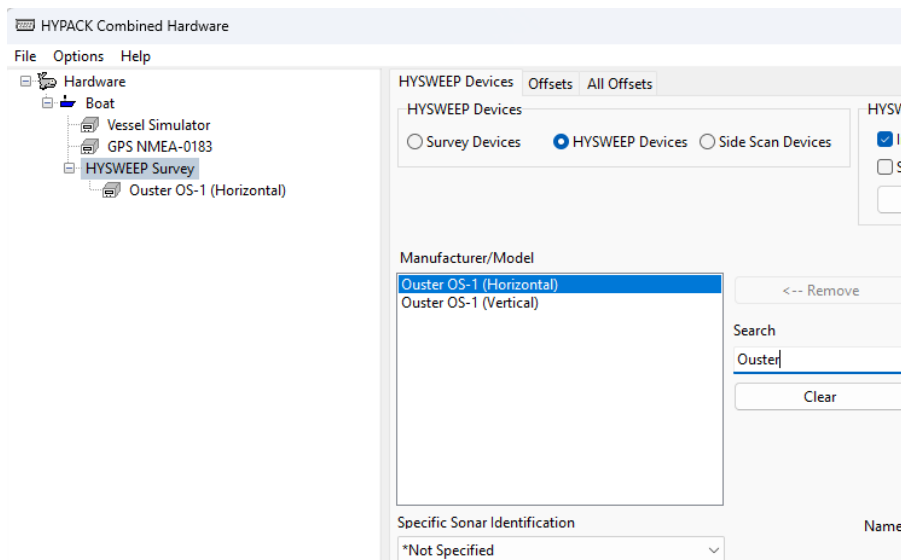 HYPACK Combined Hardware
File Options Help
Hardware
Boat
Vessel Simulator
GPS NMEA-0183
HYSWEEP Survey
Ouster OS-1 (Horizontal)
HYSWEEP Devices Offsets All Offsets
HYSWEEP Devices
Survey Devices HYSWEEP Devices Side Scan Devices
Manufacturer/Model
Ouster OS-1 (Horizontal)
Ouster OS-1 (Vertical)
<-- Remove
Search
Ouster
Clear
Specific Sonar Identification
*Not Specified
Name